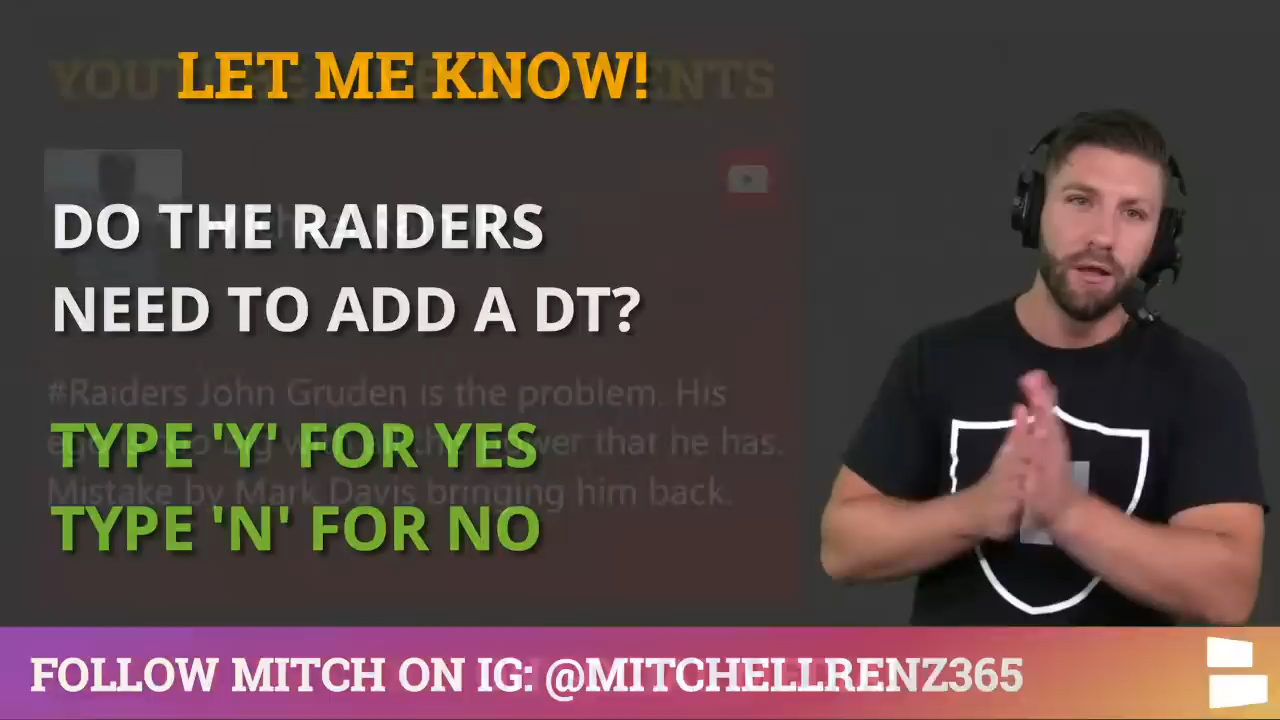 LET ME KNOW!
DO THE RAIDERS
NEED TO ADD A DT?
#Raiders John Gruden is the problem. His
TYPE 'Y' FOR YES
Mistake by Mark Davis bringing him back.
TYPE 'N' FOR NO
FOLLOW MITCH ON IG: @MITCHELLRENZ365